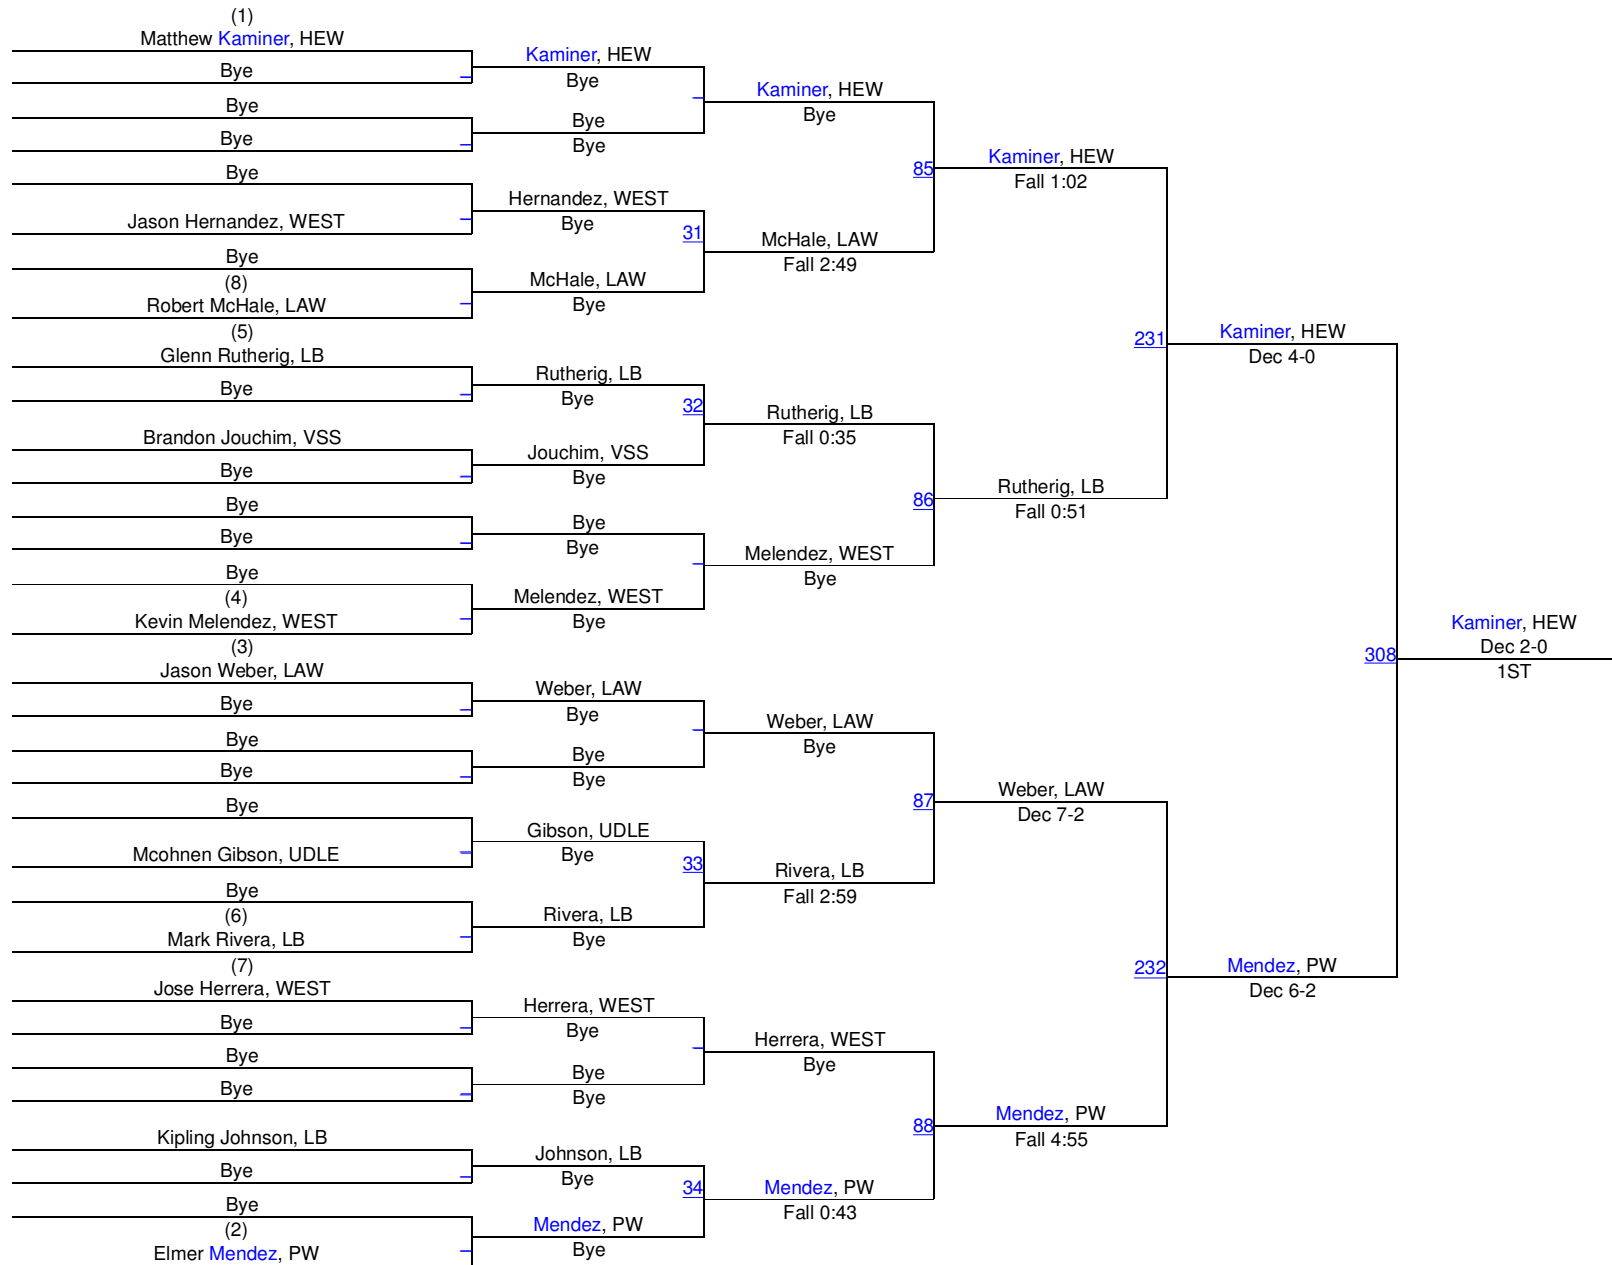 (1)
Matthew Kaminer, HEW
Bye
Bye
Bye
Bye
Jason Hernandez, WEST
Bye
(8)
Robert McHale, LAW
(5)
Glenn Rutherig, LB
Bye
Brandon Jouchim, VSS
Bye
Bye
Bye
Bye
(4)
Kevin Melendez, WEST
(3)
Jason Weber, LAW
Bye
Bye
Bye
Bye
Mcohnen Gibson, UDLE
Bye
(6)
Mark Rivera, LB
(7)
Jose Herrera, WEST
Bye
Bye
Bye
Kipling Johnson, LB
Bye
Bye
(2)
Elmer Mendez, PW
Kaminer, HEW
Bye
Bye
Bye
Hernandez, WEST
Bye
31
McHale, LAW
Bye
Rutherig, LB
Bye
32
Jouchim, VSS
Bye
Bye
Bye
Melendez, WEST
Bye
Weber, LAW
Bye
Bye
Bye
Gibson, UDLE
Bye
33
Rivera, LB
Bye
Herrera, WEST
Bye
Bye
Bye
Johnson, LB
Bye
34
Mendez, PW
Bye
Kaminer, HEW
Bye
85
McHale, LAW
Fall 2:49
Rutherig, LB
Fall 0:35
86
Melendez, WEST
Bye
Weber, LAW
Bye
87
Rivera, LB
Fall 2:59
Herrera, WEST
Bye
88
Mendez, PW
Fall 0:43
Kaminer, HEW
Fall 1:02
231
Rutherig, LB
Fall 0:51
Weber, LAW
Dec 7-2
232
Mendez, PW
Fall 4:55
Kaminer, HEW
Dec 4-0
308
Mendez, PW
Dec 6-2
Kaminer, HEW
Dec 2-0
1ST